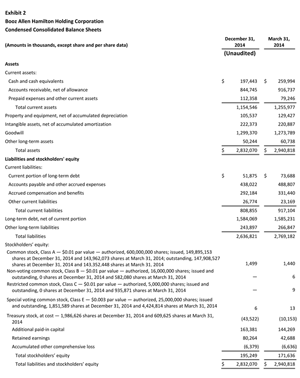 Exhibit 2
Booz Allen Hamilton Holding Corporation
Condensed Consolidated Balance Sheets
(Amounts in thousands, except share and per share data) December 31, 2014 March 31, 2014
(Unaudited)
Assets
Current assets:
Cash and cash equivalents $ 197,443 $ 259,994
Accounts receivable, net of allowance 844,745 916,737
Prepaid expenses and other current assets 112,358 79,246
Total current assets 1,154,546 1,255,977
Property and equipment, net of accumulated depreciation 105,537 129,427
Intangible assets, net of accumulated amortization 222,373 220,887
Goodwill 1,299,370 1,273,789
Other long-term assets 50,244 60,738
Total assets $ 2,832,070 $ 2,940,818
Liabilities and stockholders' equity
Current liabilities:
Current portion of long-term debt $ 51,875 $ 73,688
Accounts payable and other accrued expenses 438,022 488,807
Accrued compensation and benefits 292,184 331,440
Other current liabilities 26,774 23,169
Total current liabilities 808,855 917,104
Long-term debt, net of current portion 1,584,069 1,585,231
Other long-term liabilities 243,897 266,847
Total liabilities 2,636,821 2,769,182
Stockholders' equity:
Common stock, Class A — $0.01 par value — authorized, 600,000,000 shares; issued, 149,895,153
shares at December 31, 2014 and 143,962,073 shares at March 31, 2014; outstanding, 147,908,527
shares at December 31, 2014 and 143,352,448 shares at March 31, 2014 1,499 1,440
Non-voting common stock, Class B — $0.01 par value — authorized, 16,000,000 shares; issued and
outstanding, 0 shares at December 31, 2014 and 582,080 shares at March 31, 2014 — 6
Restricted common stock, Class C — $0.01 par value — authorized, 5,000,000 shares; issued and
outstanding, 0 shares at December 31, 2014 and 935,871 shares at March 31, 2014 — 9
Special voting common stock, Class E — $0.003 par value — authorized, 25,000,000 shares; issued
and outstanding, 1,851,589 shares at December 31, 2014 and 4,424,814 shares at March 31, 2014 6 13
Treasury stock, at cost — 1,986,626 shares at December 31, 2014 and 609,625 shares at March 31,
2014 (43,522) (10,153)
Additional paid-in capital 163,381 144,269
Retained earnings 80,264 42,688
Accumulated other comprehensive loss (6,379) (6,636)
Total stockholders' equity 195,249 171,636
Total liabilities and stockholders' equity $ 2,832,070 $ 2,940,818